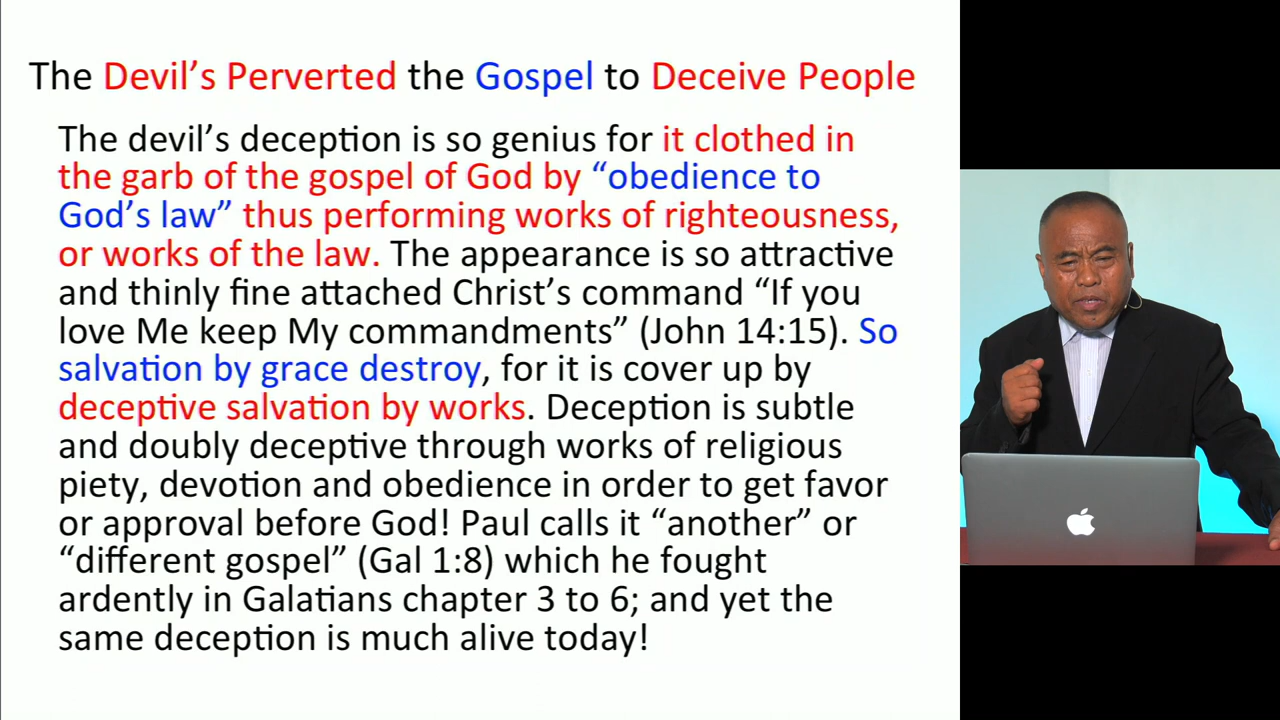 The Devil’s Perverted the Gospel to Deceive People
The devil’s deception is so genius for it clothed in
the garb of the gospel of God by “obedience to
God’s law” thus performing works of righteousness,
or works of the law. The appearance is so attractive
and thinly fine attached Christ’s command “If you
love Me keep My commandments” (John 14:15). So
salvation by grace destroy, for it is cover up by
deceptive salvation by works. Deception is subtle
and doubly deceptive through works of religious
piety, devotion and obedience in order to get favor
or approval before God! Paul calls it “another” or
“different gospel” (Gal 1:8) which he fought
ardently in Galatians chapter 3 to 6; and yet the
same deception is much alive today!